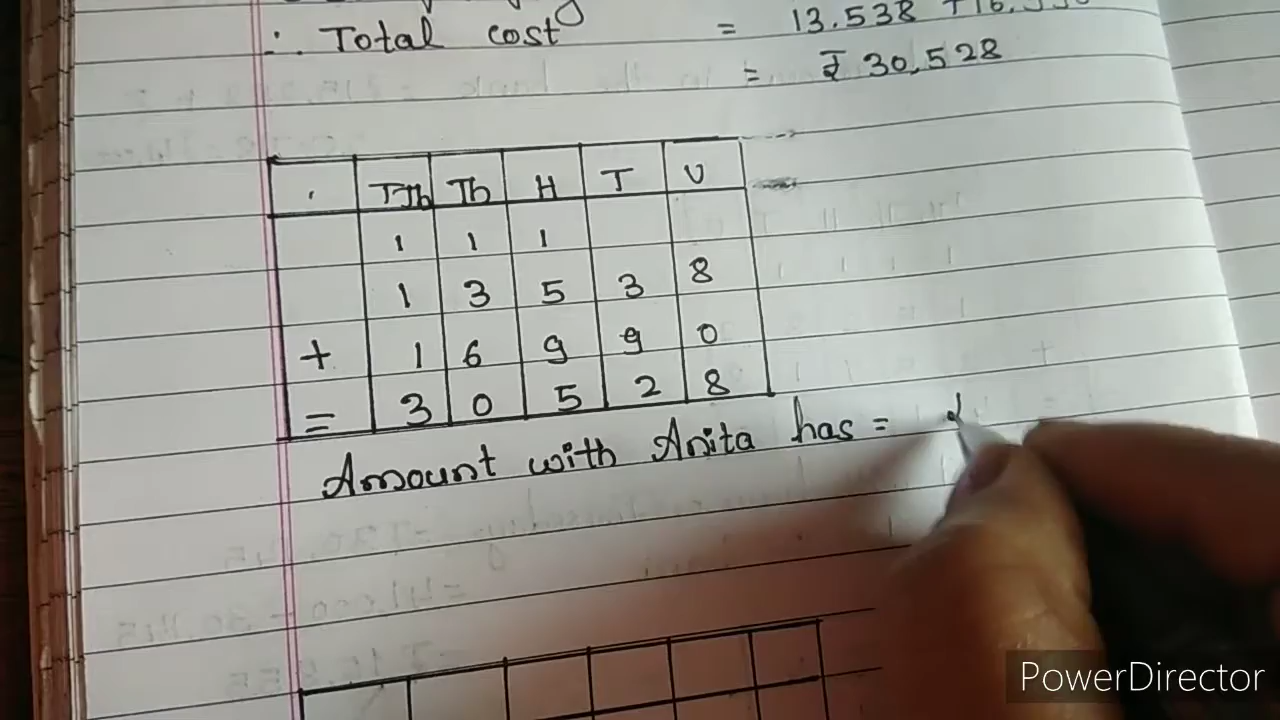 ∴ Total cost = 13.538 +16,
= ₹ 30,528
TTh Th H T U
1 1 1
1 3 5 3 8
+ 1 6 9 9 0
= 3 0 5 2 8
Amount with Anita has =
PowerDirector